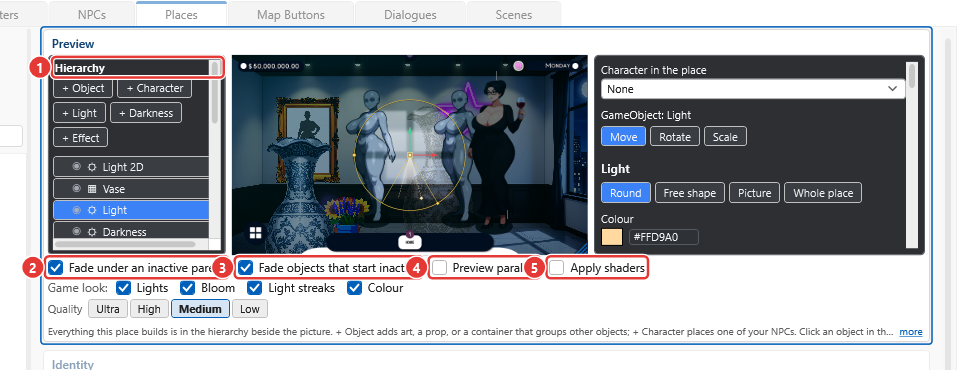 ters
NPCs
Places
Map Buttons
Dialogues
Scenes
Preview
1
Hierarchy
+ Object
+ Character
+ Light
+ Darkness
+ Effect
Light 2D
Vase
Light
Darkness
$ 50.000.000.00
MONDAY
Character in the place
None
GameObject: Light
Move
Rotate
Scale
Light
Round
Free shape
Picture
Whole place
Colour
#FFD9A0
2
Fade under an inactive pare
3
Fade objects that start inact
4
Preview paral
5
Apply shaders
Game look:
Lights
Bloom
Light streaks
Colour
Quality
Ultra
High
Medium
Low
Everything this place builds is in the hierarchy beside the picture. + Object adds art, a prop, or a container that groups other objects; + Character places one of your NPCs. Click an object in th...
more
Identity